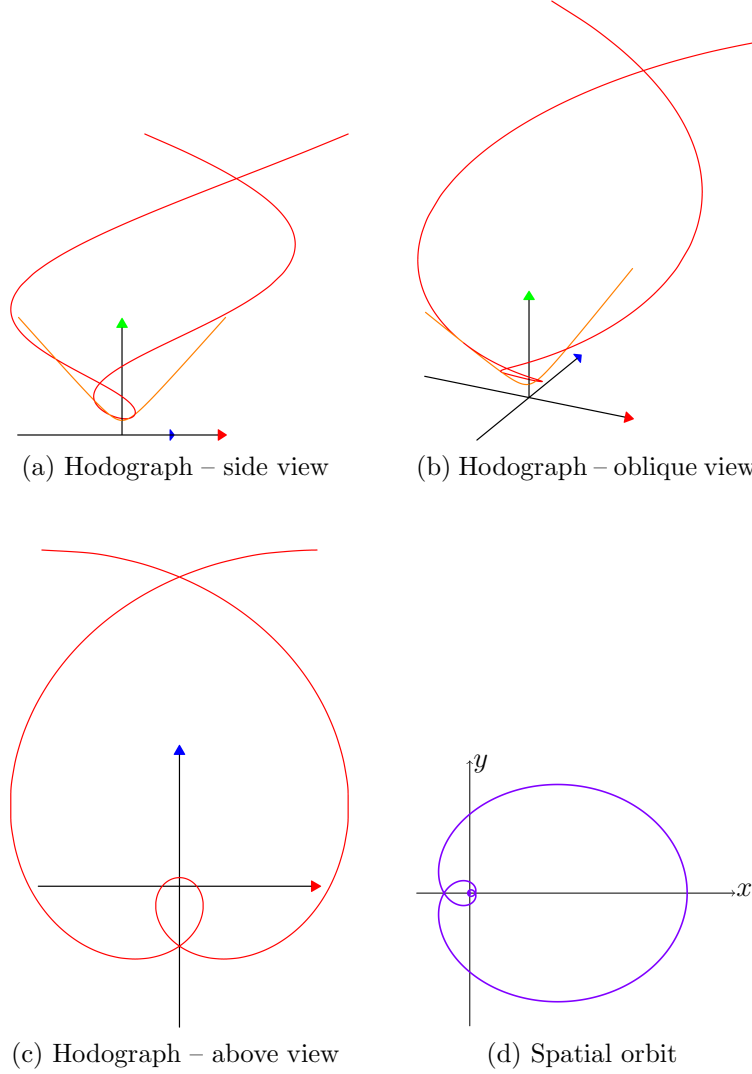 (a) Hodograph – side view
(b) Hodograph – oblique view
y
x
(c) Hodograph – above view
(d) Spatial orbit